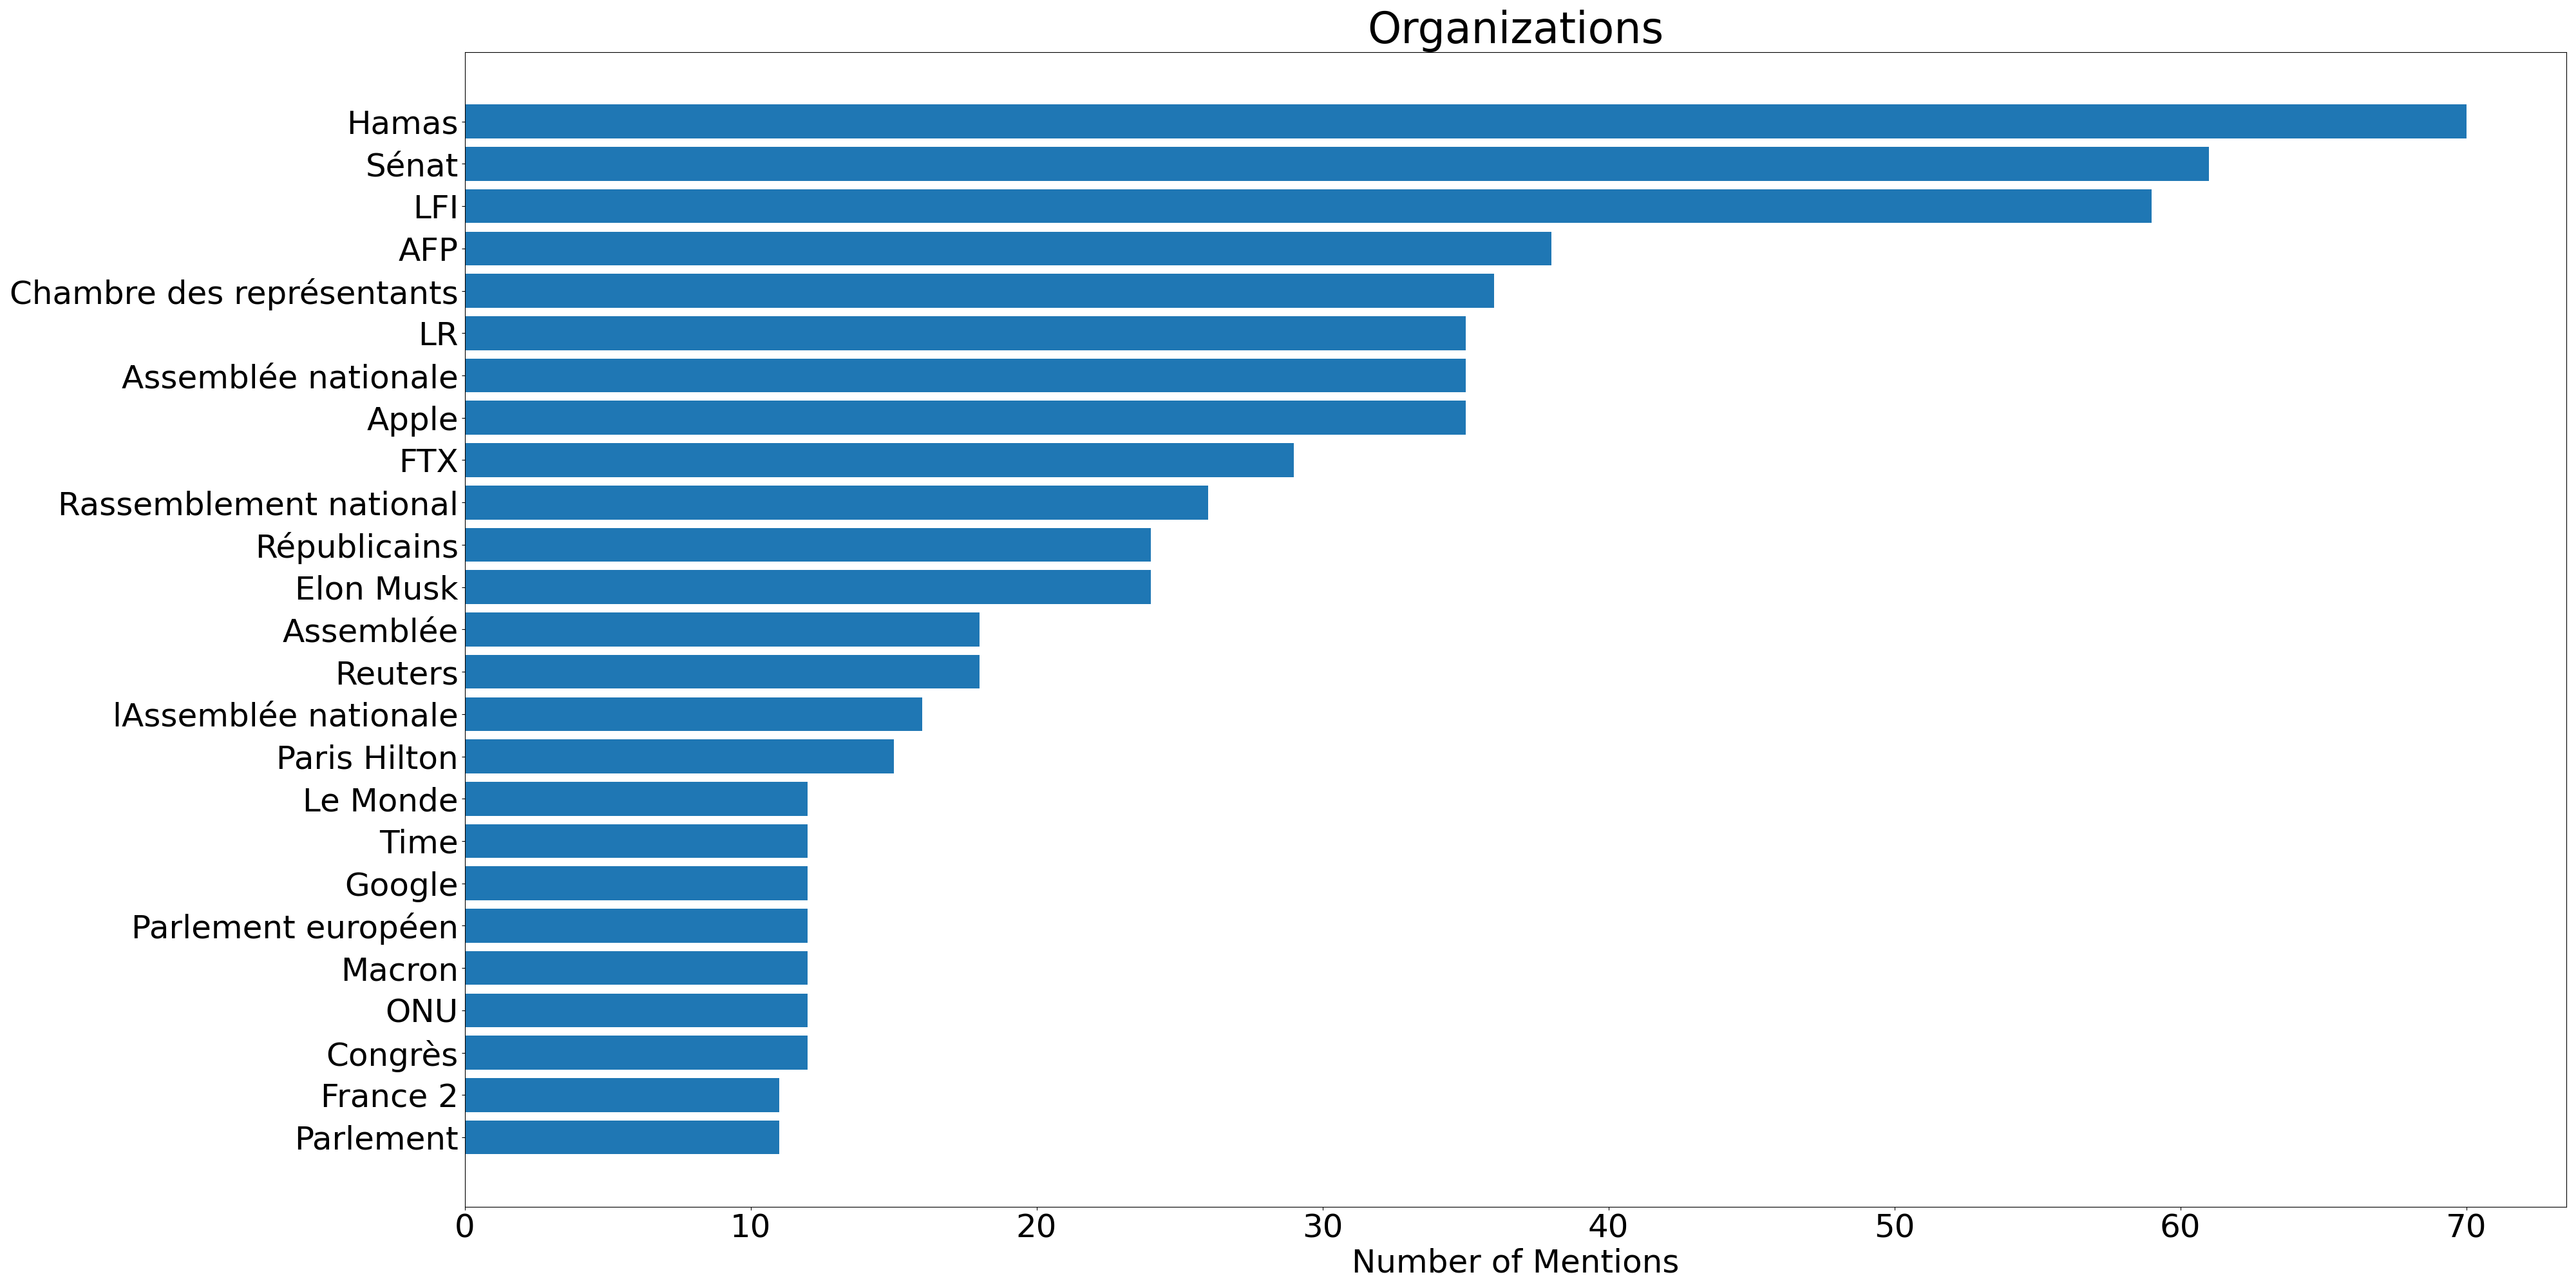 Organizations
Hamas
Sénat
LFI
AFP
Chambre des représentants
LR
Assemblée nationale
Apple
FTX
Rassemblement national
Républicains
Elon Musk
Assemblée
Reuters
lAssemblée nationale
Paris Hilton
Le Monde
Time
Google
Parlement européen
Macron
ONU
Congrès
France 2
Parlement
0 10 20 30 40 50 60 70
Number of Mentions